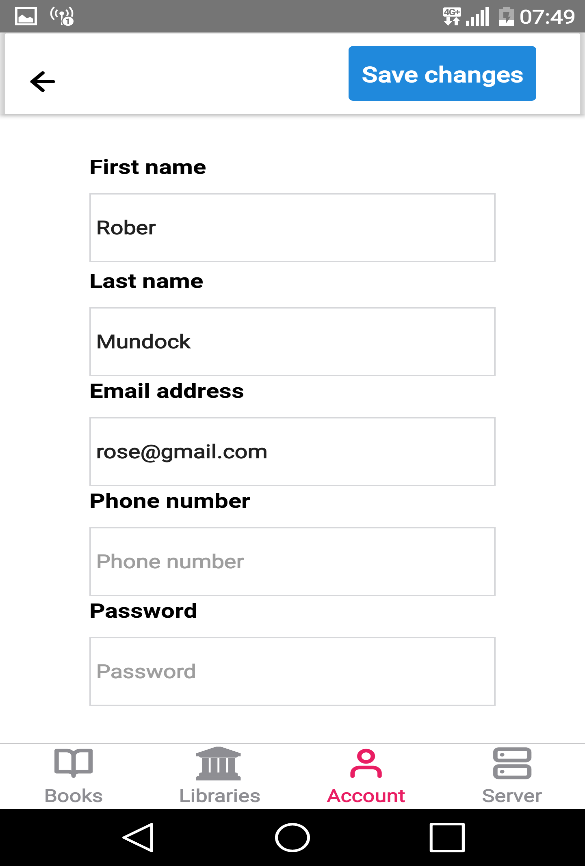 4G+ 07:49
Save changes
First name
Rober
Last name
Mundock
Email address
rose@gmail.com
Phone number
Phone number
Password
Password
Books Libraries Account Server